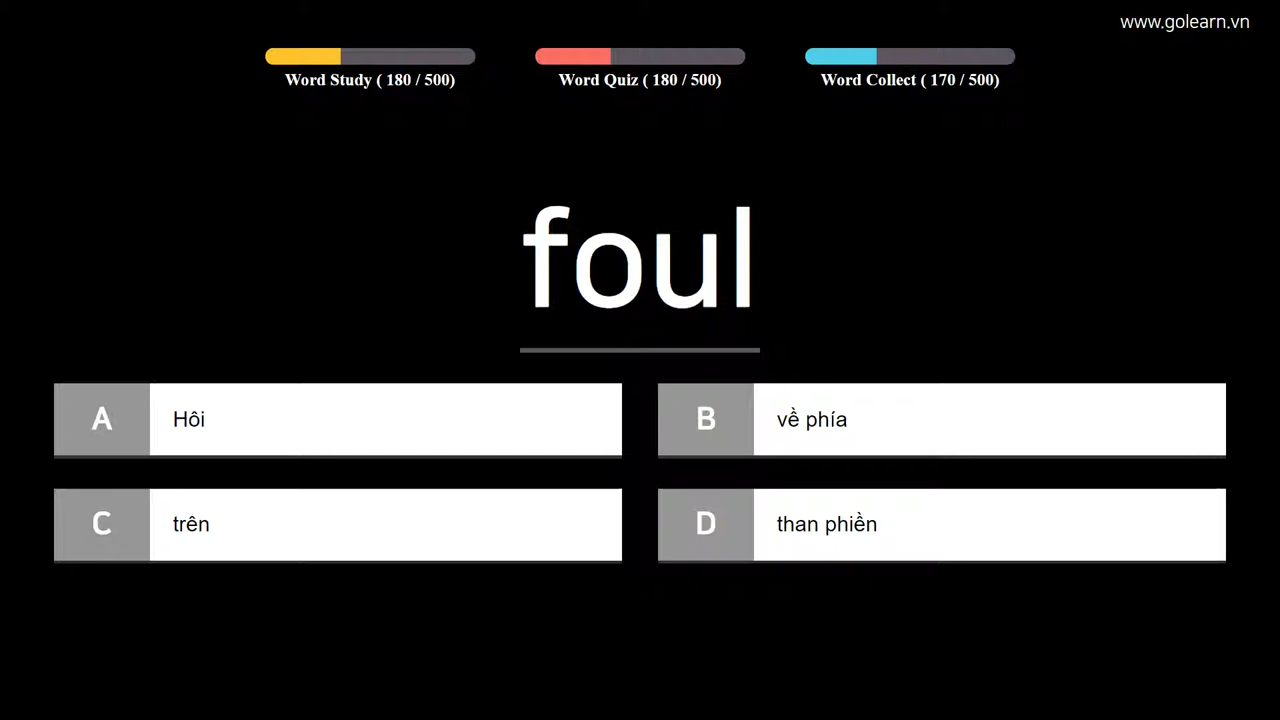 www.golearn.vn
Word Study ( 180 / 500)
Word Quiz ( 180 / 500)
Word Collect ( 170 / 500)
foul
A Hôi
B về phía
C trên
D than phiền